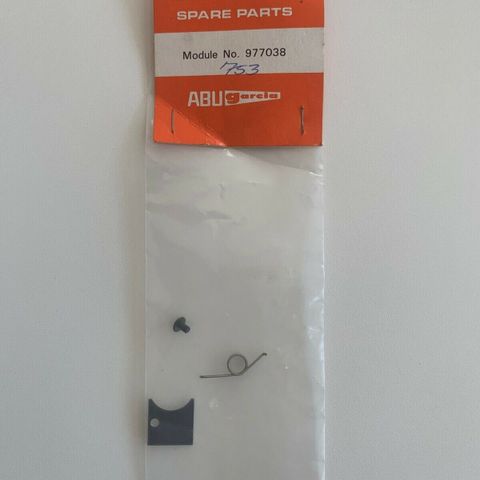 SPARE PARTS
Module No. 977038
753
ABU garcia